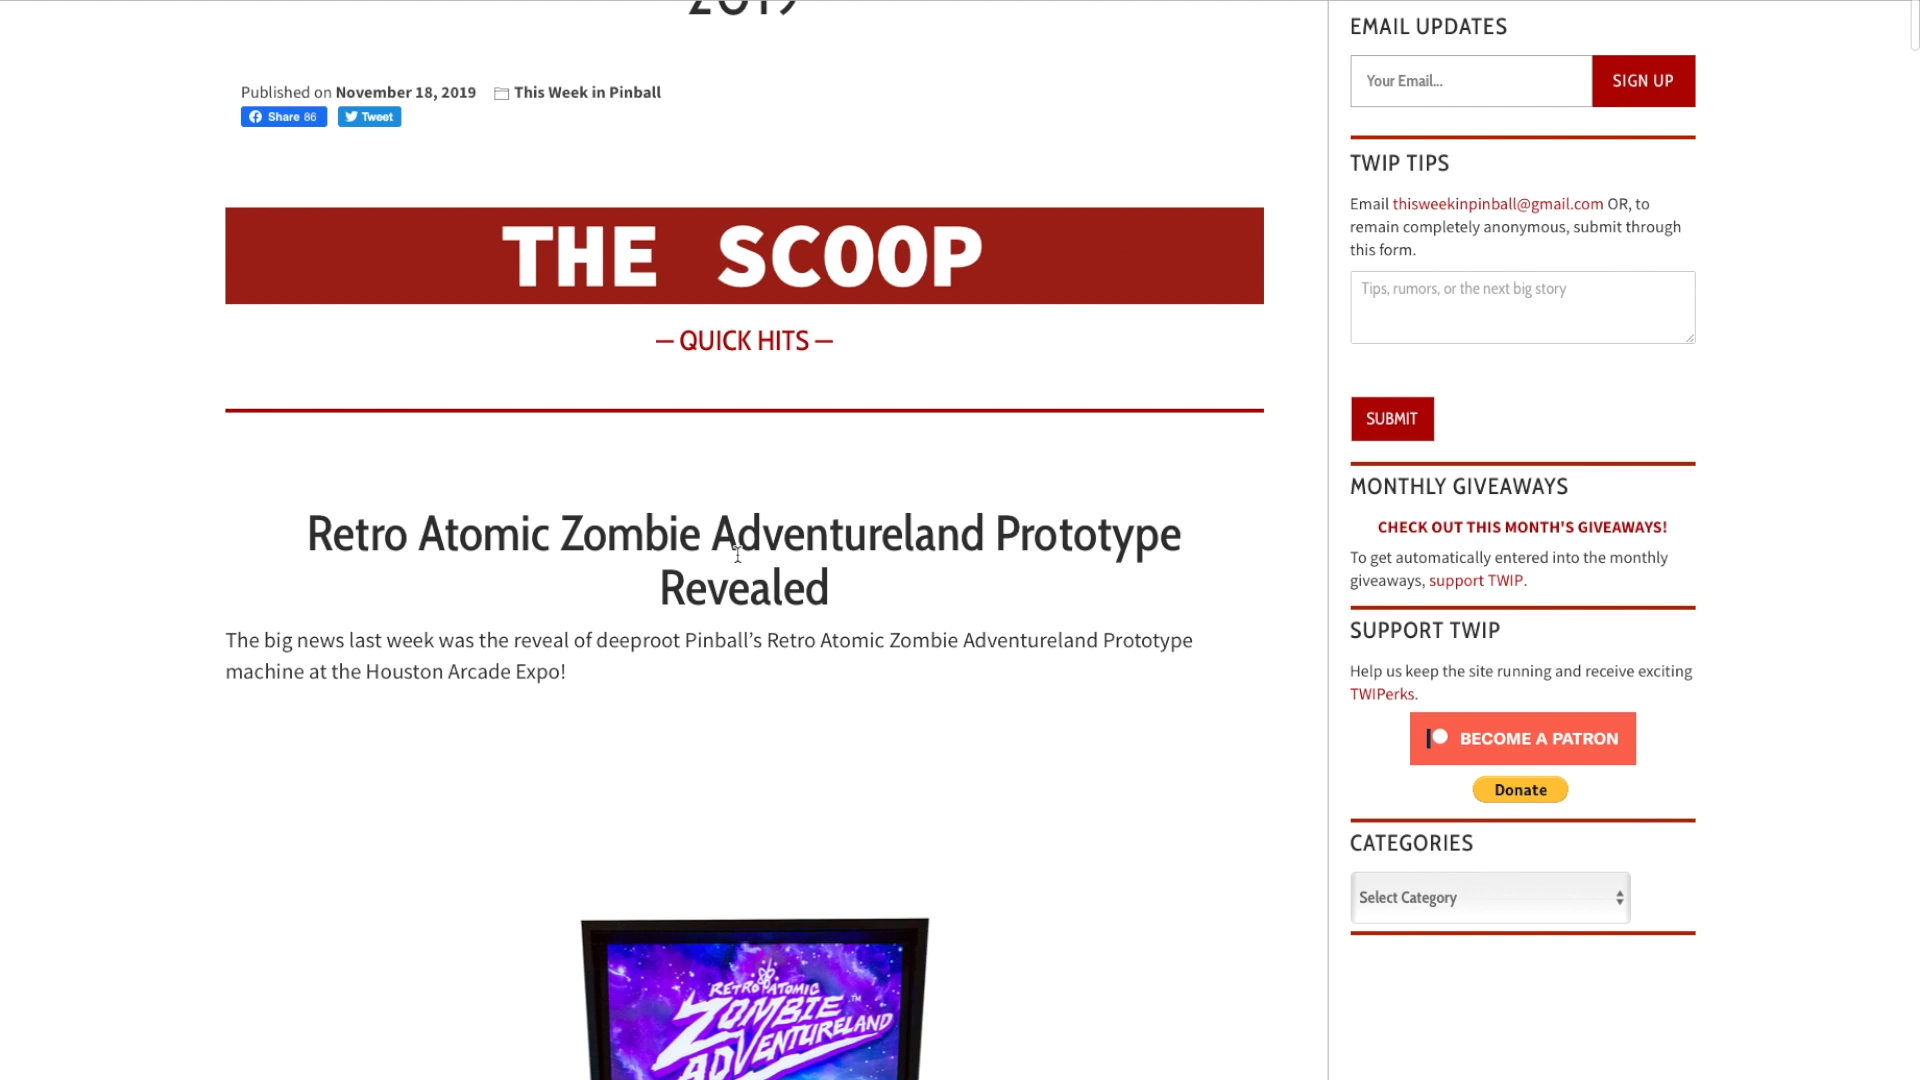 2019
Published on November 18, 2019 This Week in Pinball
Share 86 Tweet
THE SCOOP
— QUICK HITS —
Retro Atomic Zombie Adventureland Prototype
Revealed
The big news last week was the reveal of deeproot Pinball’s Retro Atomic Zombie Adventureland Prototype
machine at the Houston Arcade Expo!
RETRO ATOMIC
ZOMBIE
ADVENTURELAND
EMAIL UPDATES
Your Email...
SIGN UP
TWIP TIPS
Email thisweekinpinball@gmail.com OR, to
remain completely anonymous, submit through
this form.
Tips, rumors, or the next big story
SUBMIT
MONTHLY GIVEAWAYS
CHECK OUT THIS MONTH'S GIVEAWAYS!
To get automatically entered into the monthly
giveaways, support TWIP.
SUPPORT TWIP
Help us keep the site running and receive exciting
TWIPerks.
BECOME A PATRON
Donate
CATEGORIES
Select Category